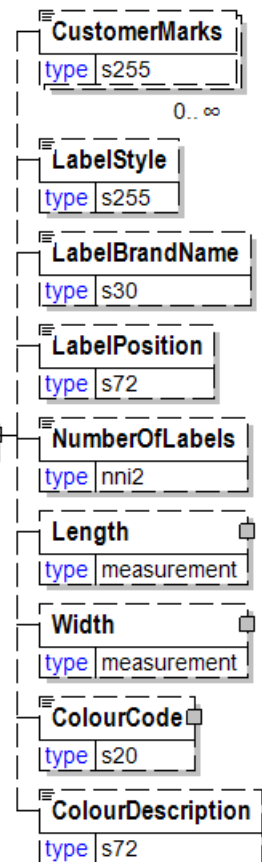 CustomerMarks
type s255
0.. ∞
LabelStyle
type s255
LabelBrandName
type s30
LabelPosition
type s72
NumberOfLabels
type nni2
Length
type measurement
Width
type measurement
ColourCode
type s20
ColourDescription
type s72